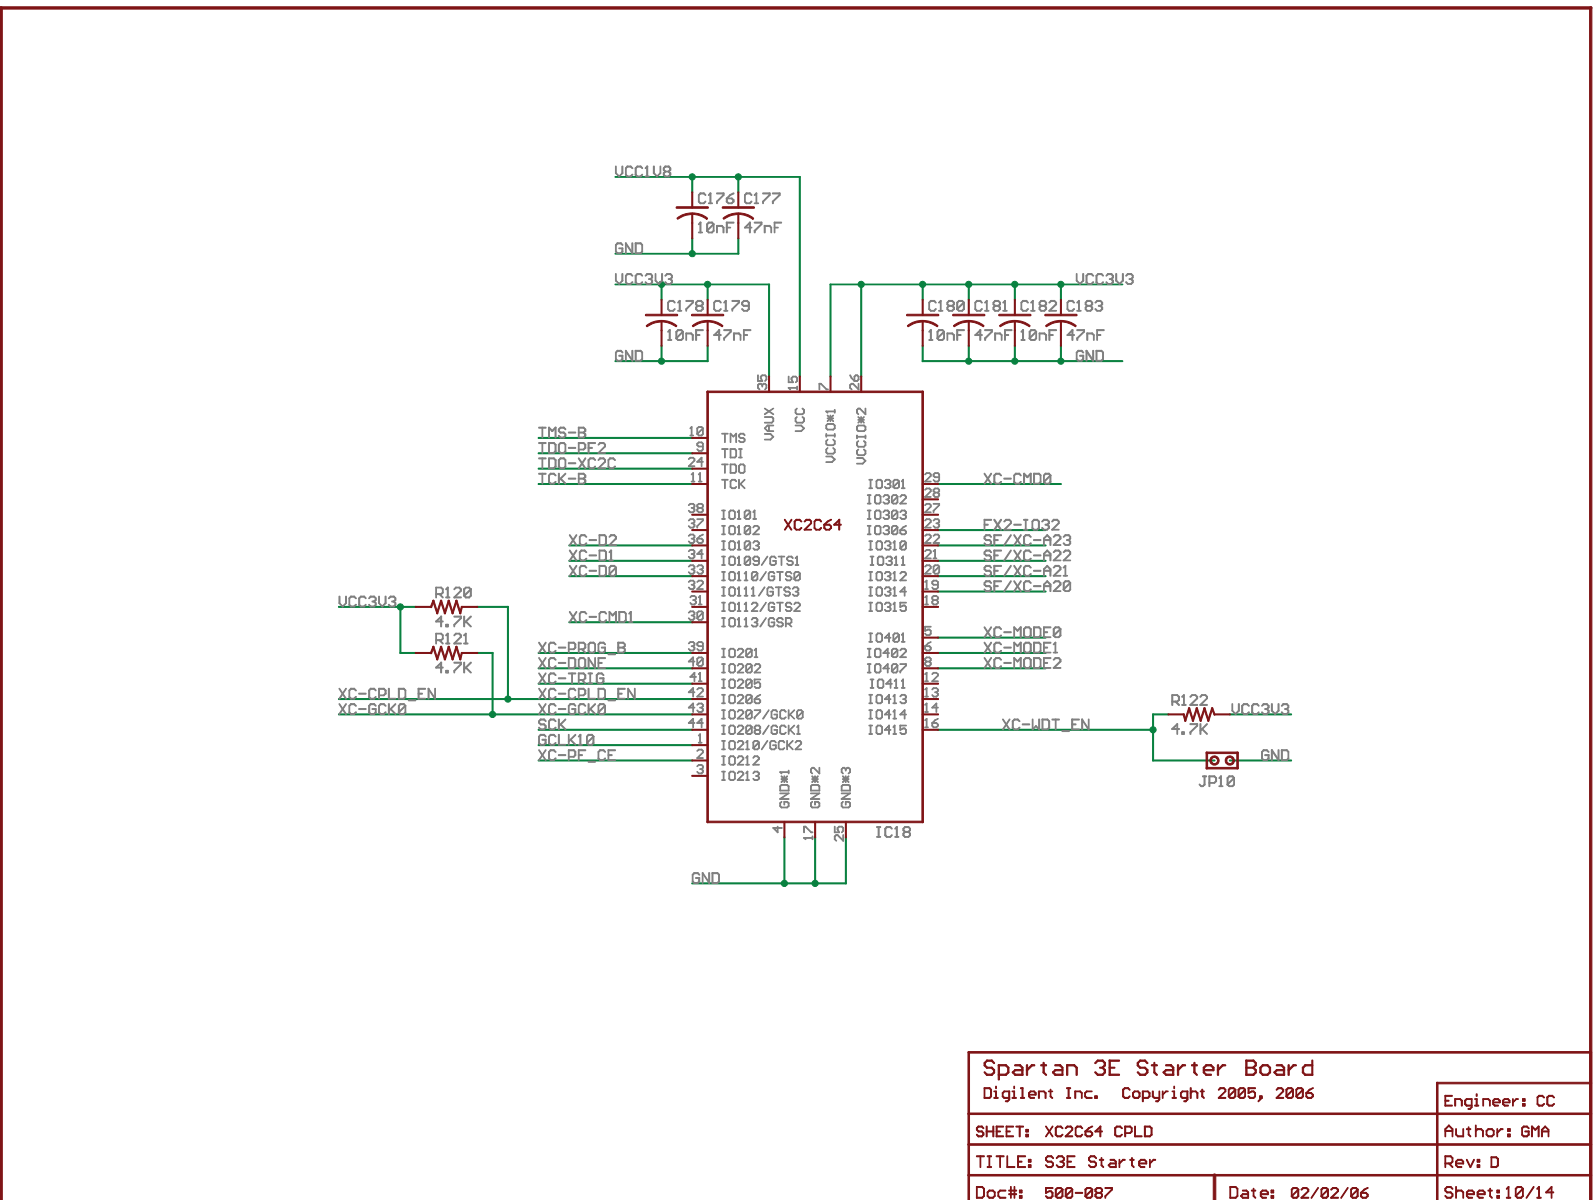 VCC1V8
C176 C177
10nF 47nF
GND
VCC3V3
C178 C179
10nF 47nF
GND
VCC3V3
C180 C181 C182 C183
10nF 47nF 10nF 47nF
GND
35 15 7 26
VAUX VCC VCCIO*1 VCCIO*2
TMS-B 10 TMS
TDO-PF2 9 TDI
TDO-XC2C 24 TDO
TCK-B 11 TCK
38 IO101
37 IO102
XC-D2 36 IO103
XC-D1 34 IO109/GTS1
XC-D0 33 IO110/GTS0
32 IO111/GTS3
31 IO112/GTS2
XC-CMD1 30 IO113/GSR
XC-PROG_B 39 IO201
XC-DONE 40 IO202
XC-TRIG 41 IO205
XC-CPLD_EN XC-CPLD_EN 42 IO206
XC-GCK0 XC-GCK0 43 IO207/GCK0
SCK 44 IO208/GCK1
GCLK10 1 IO210/GCK2
XC-PF_CE 2 IO212
3 IO213
VCC3V3
R120
4.7K
R121
4.7K
XC2C64
IO301 29 XC-CMD0
IO302 28
IO303 27
IO306 23 FX2-IO32
IO310 22 SF/XC-A23
IO311 21 SF/XC-A22
IO312 20 SF/XC-A21
IO314 19 SF/XC-A20
IO315 18
IO401 5 XC-MODE0
IO402 6 XC-MODE1
IO407 8 XC-MODE2
IO411 12
IO413 13
IO414 14
IO415 16 XC-WDT_EN
R122
4.7K
VCC3V3
GND
JP10
GND*1 GND*2 GND*3
4 17 25
IC18
GND
Spartan 3E Starter Board
Digilent Inc. Copyright 2005, 2006
Engineer: CC
SHEET: XC2C64 CPLD
Author: GMA
TITLE: S3E Starter
Rev: D
Doc#: 500-087
Date: 02/02/06
Sheet:10/14